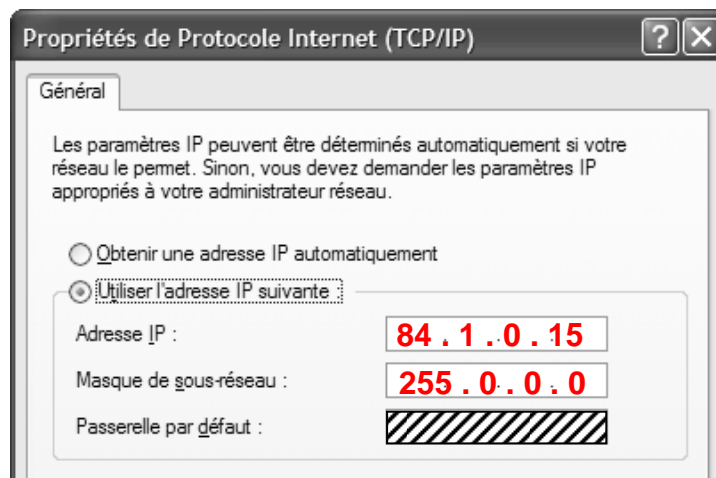 Propriétés de Protocole Internet (TCP/IP)
Général
Les paramètres IP peuvent être déterminés automatiquement si votre
réseau le permet. Sinon, vous devez demander les paramètres IP
appropriés à votre administrateur réseau.
Obtenir une adresse IP automatiquement
Utiliser l'adresse IP suivante :
Adresse IP : 84 . 1 . 0 . 15
Masque de sous-réseau : 255 . 0 . 0 . 0
Passerelle par défaut :